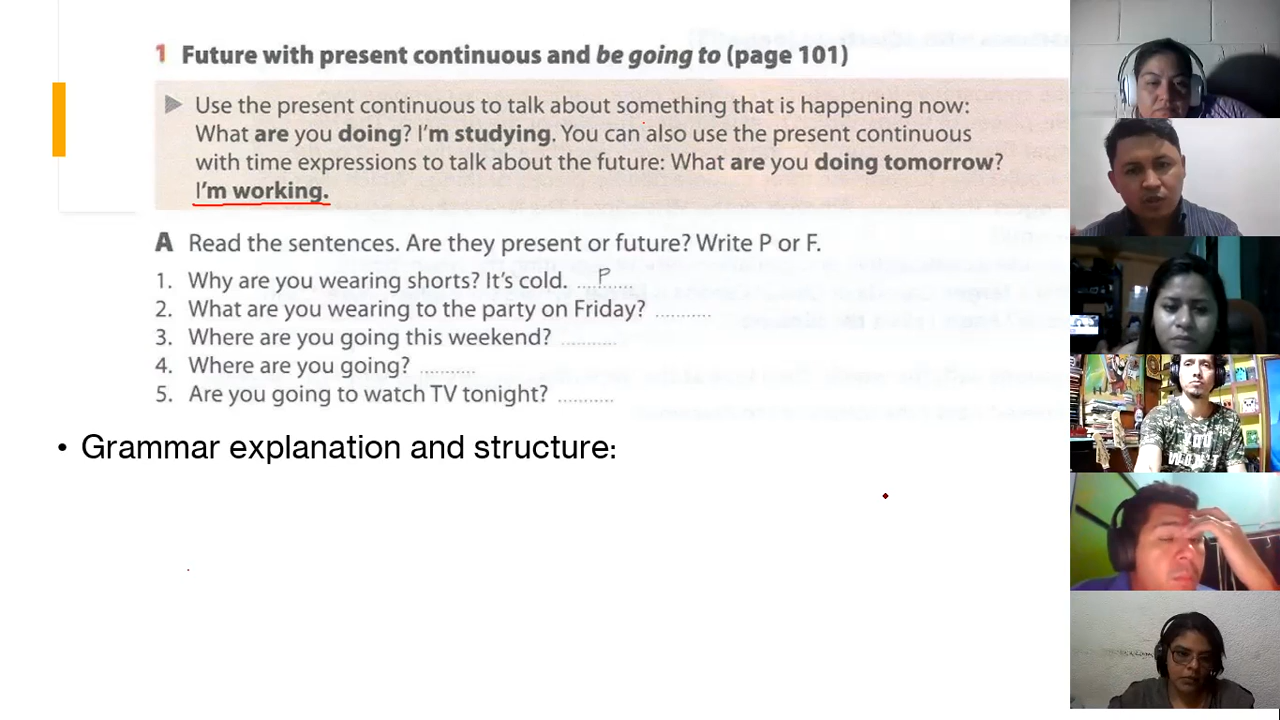 1 Future with present continuous and be going to (page 101)
Use the present continuous to talk about something that is happening now:
What are you doing? I'm studying. You can also use the present continuous
with time expressions to talk about the future: What are you doing tomorrow?
I'm working.
A Read the sentences. Are they present or future? Write P or F.
1. Why are you wearing shorts? It's cold. ....P....
2. What are you wearing to the party on Friday? ..........
3. Where are you going this weekend? ..........
4. Where are you going? ..........
5. Are you going to watch TV tonight? ..........
• Grammar explanation and structure: